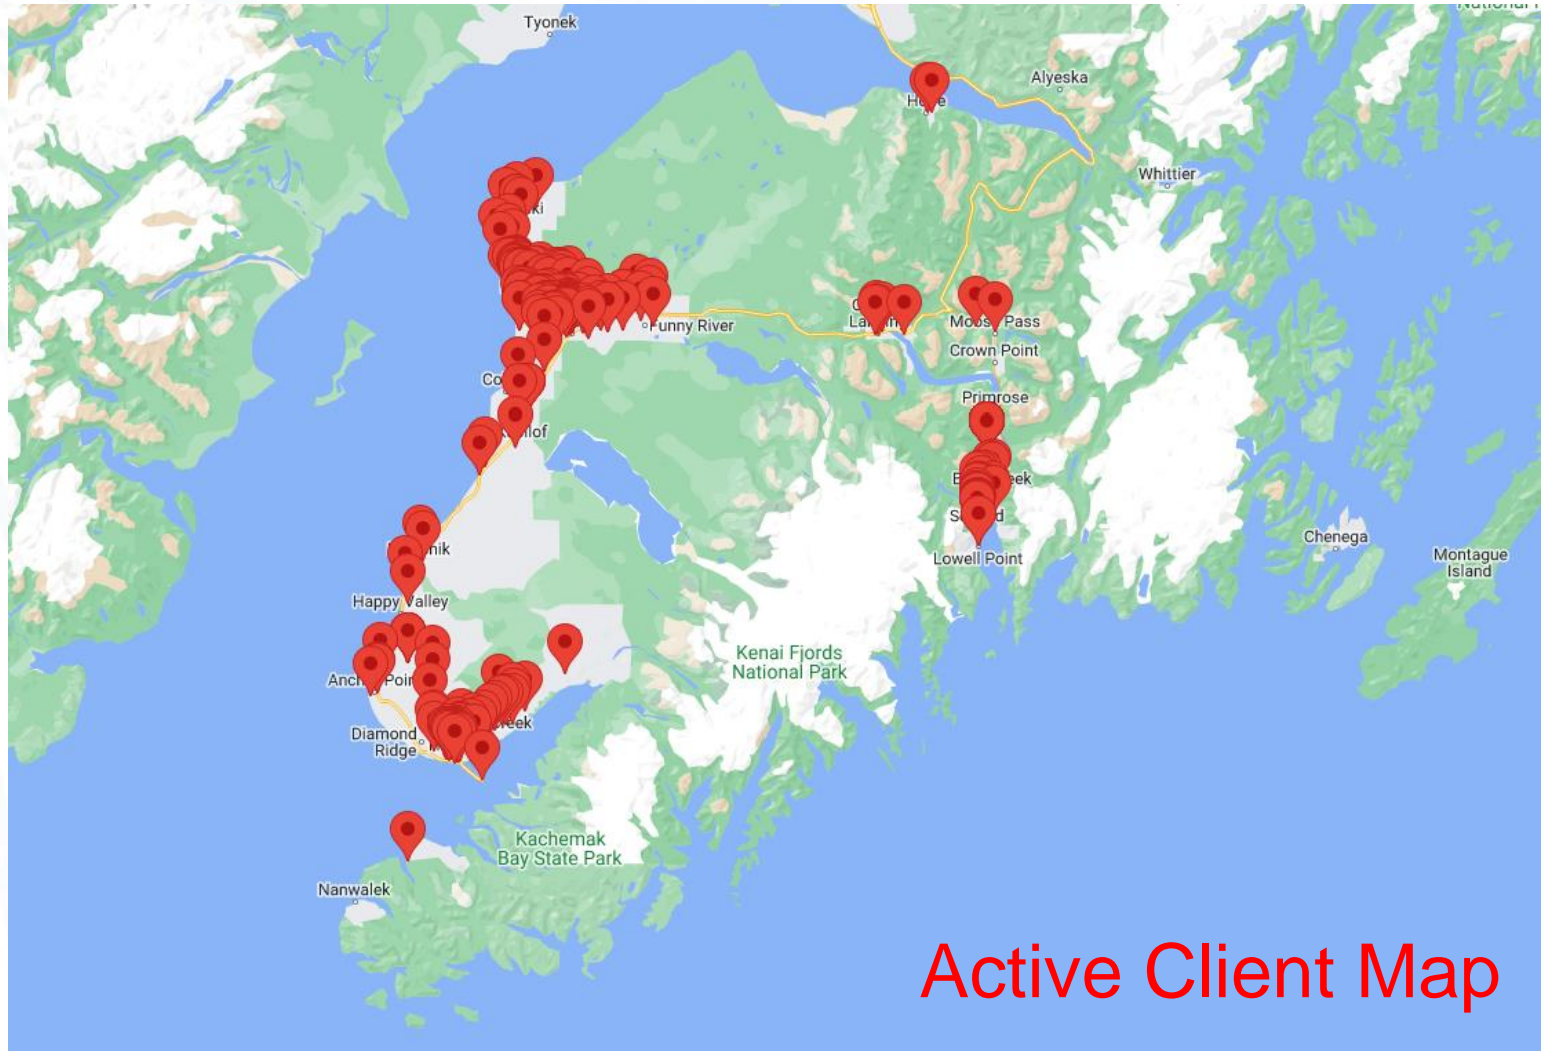 Tyonek
Alyeska
Whittier
Funny River
Moose Pass
Crown Point
Primrose
Lowell Point
Chenega
Montague
Island
Happy Valley
Kenai Fjords
National Park
Diamond
Ridge
Kachemak
Bay State Park
Nanwalek
Active Client Map